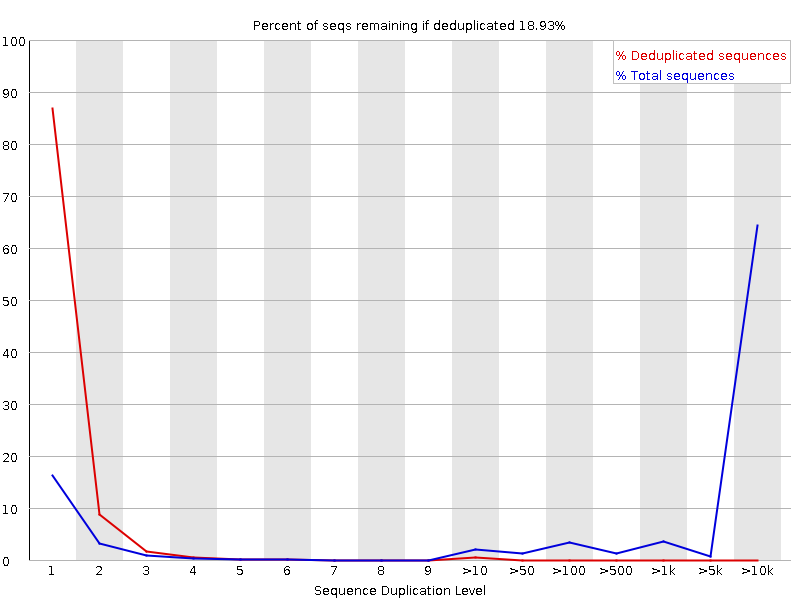 Percent of seqs remaining if deduplicated 18.93%
% Deduplicated sequences
% Total sequences
100
90
80
70
60
50
40
30
20
10
0
1 2 3 4 5 6 7 8 9 >10 >50 >100 >500 >1k >5k >10k
Sequence Duplication Level